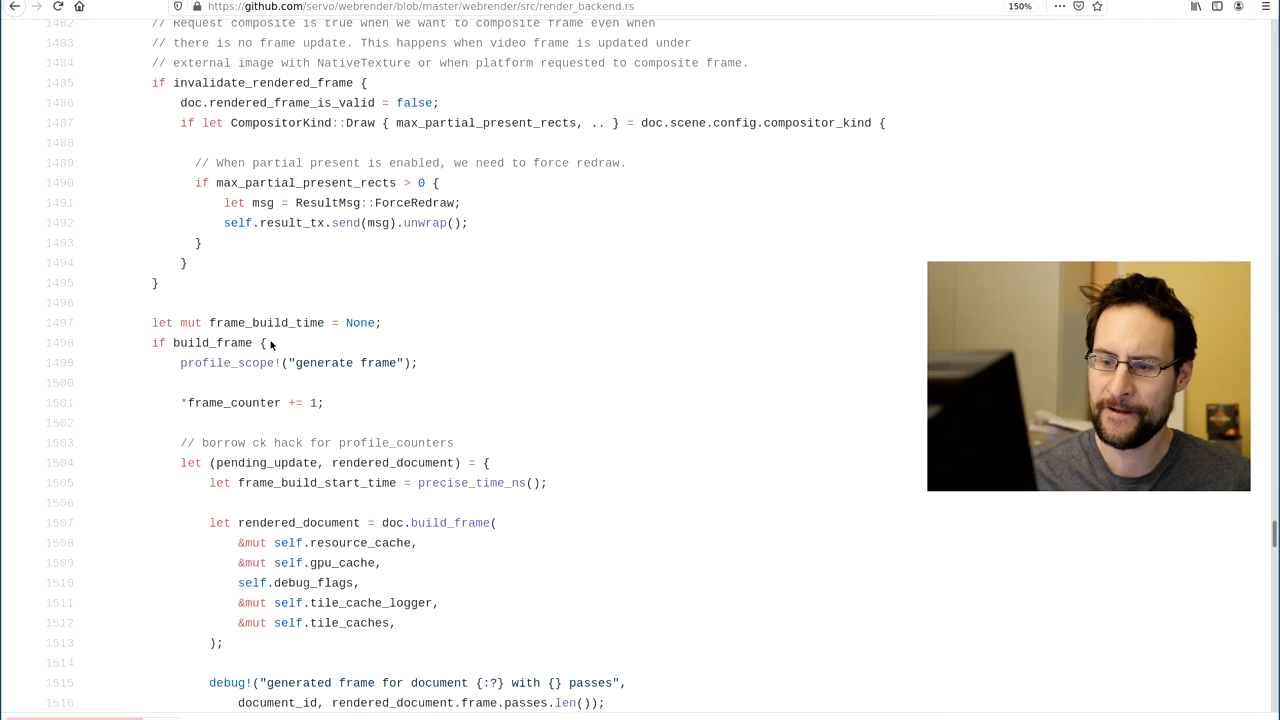 https://github.com/servo/webrender/blob/master/webrender/src/render_backend.rs
150%
1482 // Request composite is true when we want to composite frame even when
1483 // there is no frame update. This happens when video frame is updated under
1484 // external image with NativeTexture or when platform requested to composite frame.
1485 if invalidate_rendered_frame {
1486 doc.rendered_frame_is_valid = false;
1487 if let CompositorKind::Draw { max_partial_present_rects, .. } = doc.scene.config.compositor_kind {
1488
1489 // When partial present is enabled, we need to force redraw.
1490 if max_partial_present_rects > 0 {
1491 let msg = ResultMsg::ForceRedraw;
1492 self.result_tx.send(msg).unwrap();
1493 }
1494 }
1495 }
1496
1497 let mut frame_build_time = None;
1498 if build_frame {
1499 profile_scope!("generate frame");
1500
1501 *frame_counter += 1;
1502
1503 // borrow ck hack for profile_counters
1504 let (pending_update, rendered_document) = {
1505 let frame_build_start_time = precise_time_ns();
1506
1507 let rendered_document = doc.build_frame(
1508 &mut self.resource_cache,
1509 &mut self.gpu_cache,
1510 self.debug_flags,
1511 &mut self.tile_cache_logger,
1512 &mut self.tile_caches,
1513 );
1514
1515 debug!("generated frame for document {:?} with {} passes",
1516 document_id, rendered_document.frame.passes.len());